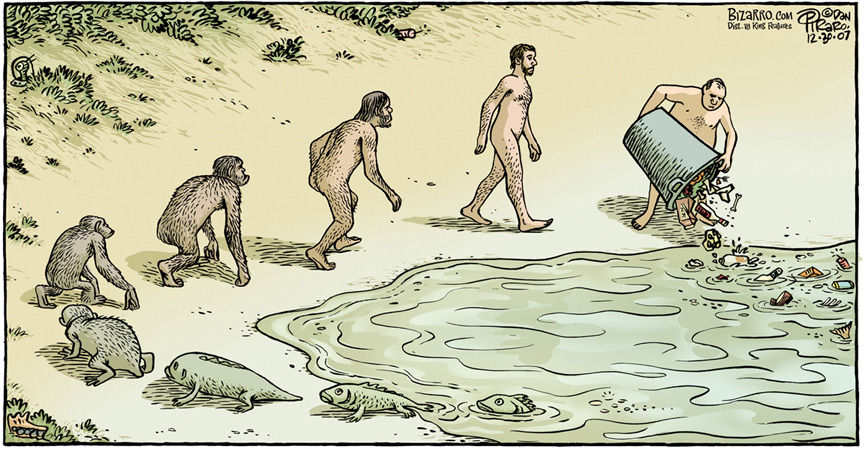 BIZARRO.COM
Dist. by King Features
©DAN
PIRARO.
12·30·07